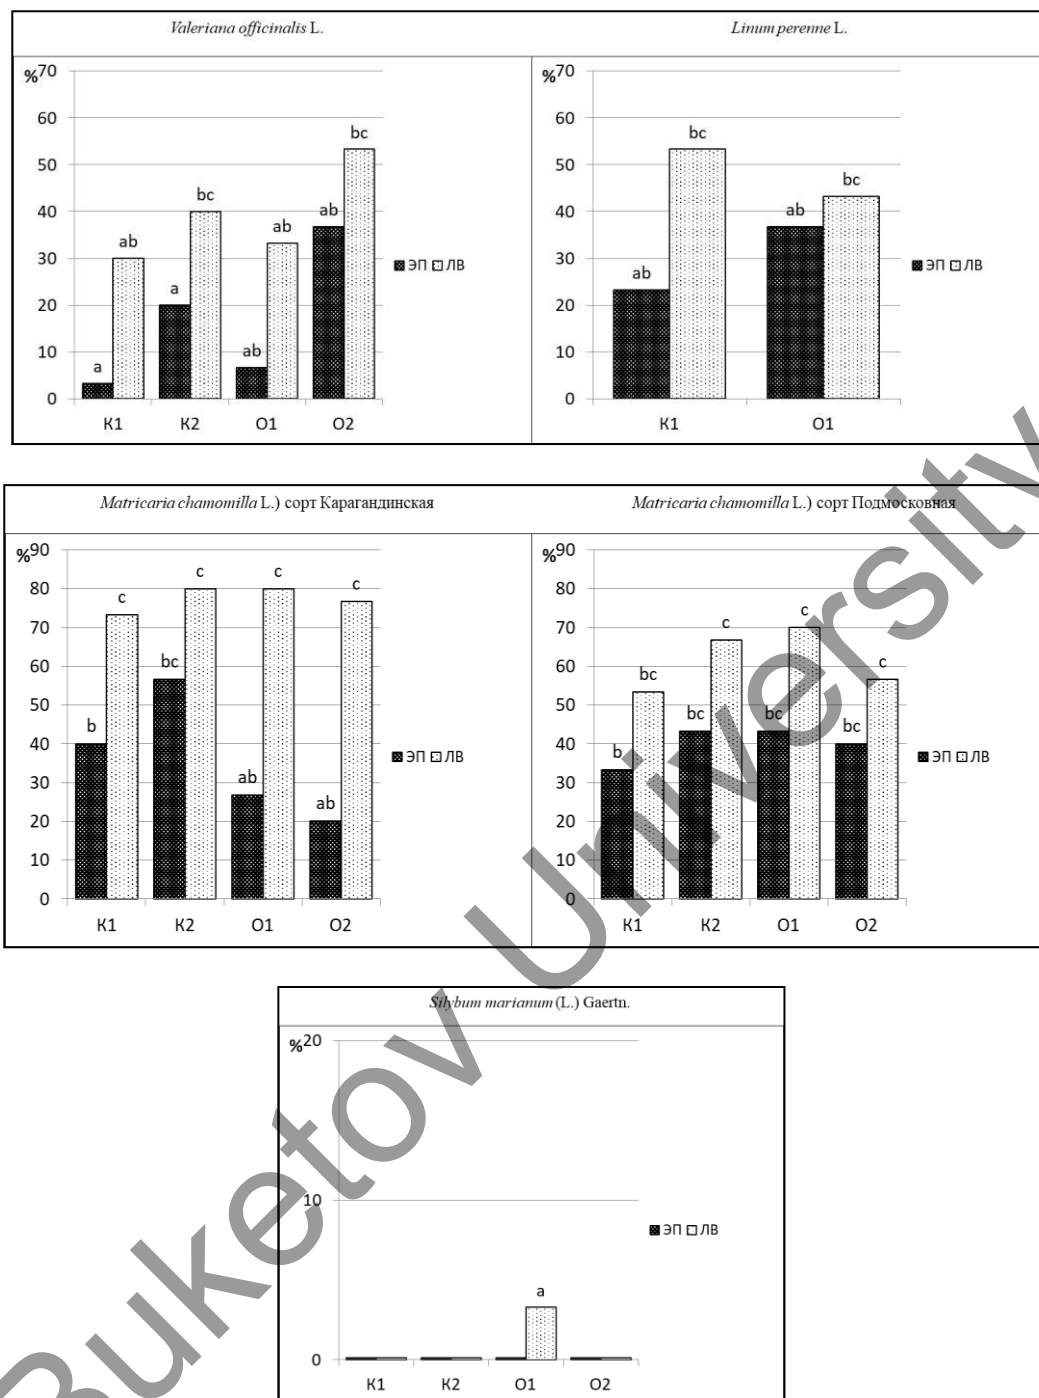 Valeriana officinalis L.
%
70
60
50
40
30
20
10
0
a ab a bc ab ab ab bc
К1 К2 О1 О2
ЭП ЛВ
Linum perenne L.
%
70
60
50
40
30
20
10
0
ab bc ab bc
К1 О1
ЭП ЛВ
Matricaria chamomilla L.) сорт Карагандинская
%
90
80
70
60
50
40
30
20
10
0
b c bc c ab c ab c
К1 К2 О1 О2
ЭП ЛВ
Matricaria chamomilla L.) сорт Подмосковная
%
90
80
70
60
50
40
30
20
10
0
b bc bc c bc c bc c
К1 К2 О1 О2
ЭП ЛВ
Silybum marianum (L.) Gaertn.
%
20
10
0
a
К1 К2 О1 О2
ЭП ЛВ
Buketov University